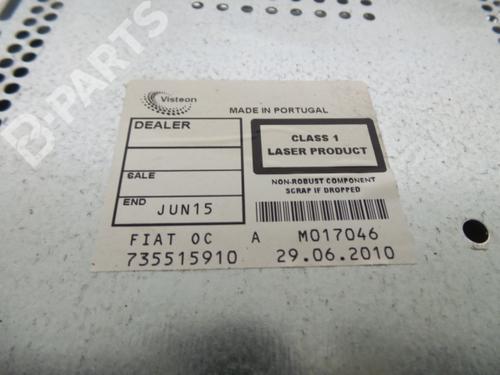 B-PARTS
Visteon
MADE IN PORTUGAL
DEALER
SALE
END JUN15
CLASS 1
LASER PRODUCT
NON-ROBUST COMPONENT
SCRAP IF DROPPED
FIAT OC A M017046
735515910 29.06.2010